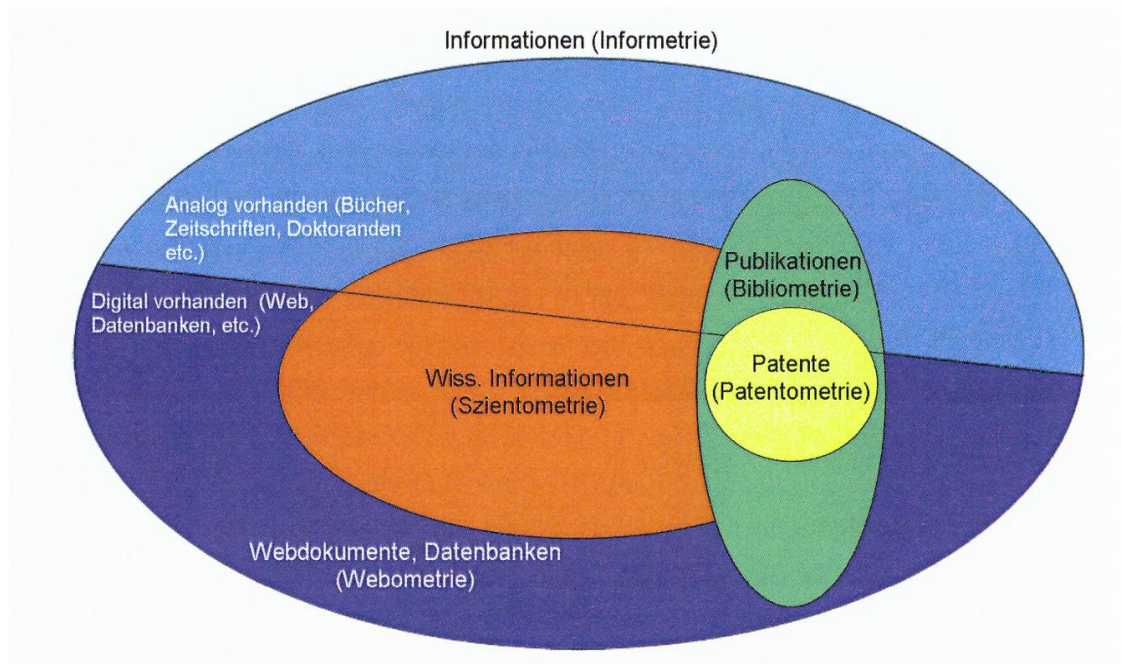 Informationen (Informetrie)
Analog vorhanden (Bücher,
Zeitschriften, Doktoranden
etc.)
Digital vorhanden (Web,
Datenbanken, etc.)
Publikationen
(Bibliometrie)
Patente
(Patentometrie)
Wiss. Informationen
(Szientometrie)
Webdokumente, Datenbanken
(Webometrie)